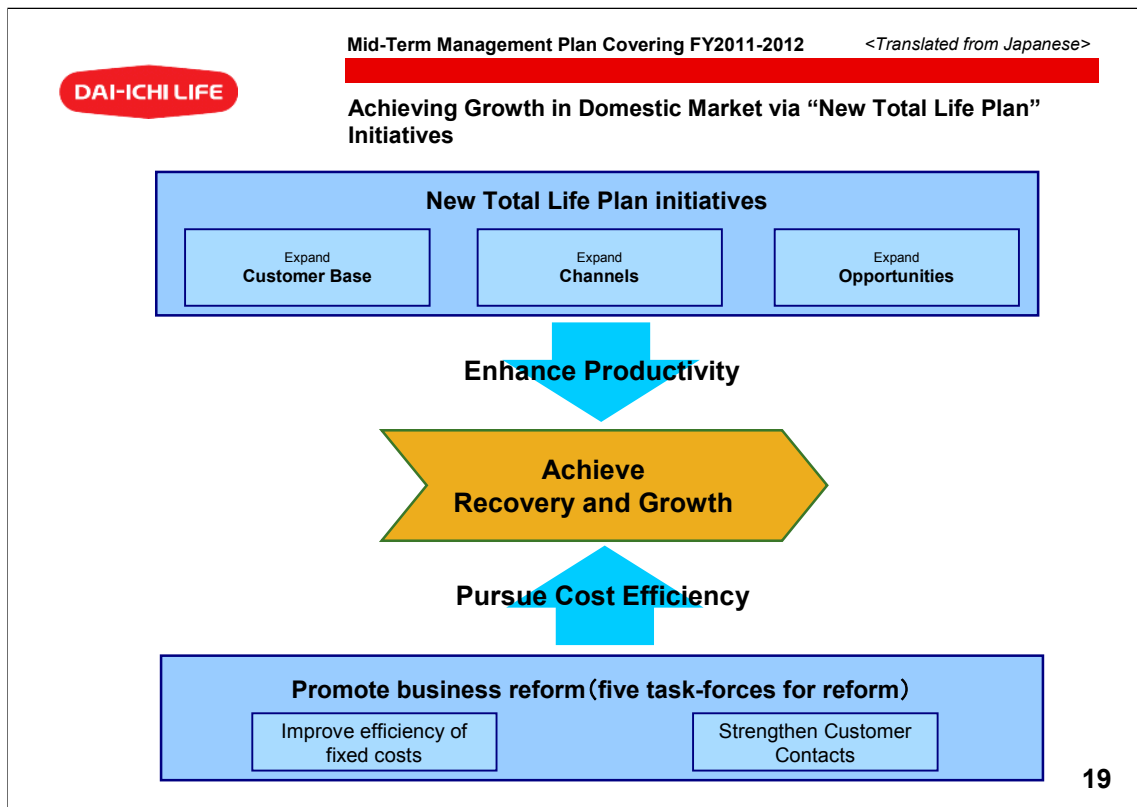 Mid-Term Management Plan Covering FY2011-2012 <Translated from Japanese>
DAI-ICHI LIFE
Achieving Growth in Domestic Market via “New Total Life Plan”
Initiatives
New Total Life Plan initiatives
Expand
Customer Base
Expand
Channels
Expand
Opportunities
Enhance Productivity
Achieve
Recovery and Growth
Pursue Cost Efficiency
Promote business reform（five task-forces for reform）
Improve efficiency of
fixed costs
Strengthen Customer
Contacts
19